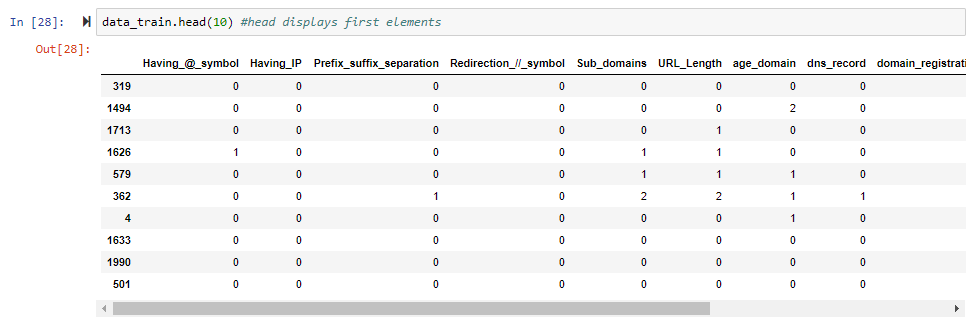 In [28]: data_train.head(10) #head displays first elements
Out[28]:
Having_@_symbol Having_IP Prefix_suffix_separation Redirection_//_symbol Sub_domains URL_Length age_domain dns_record domain_registrati
319 0 0 0 0 0 0 0 0
1494 0 0 0 0 0 0 2 0
1713 0 0 0 0 0 1 0 0
1626 1 0 0 0 1 1 0 0
579 0 0 0 0 1 1 1 0
362 0 0 1 0 2 2 1 1
4 0 0 0 0 0 0 1 0
1633 0 0 0 0 0 0 0 0
1990 0 0 0 0 0 0 0 0
501 0 0 0 0 0 0 0 0